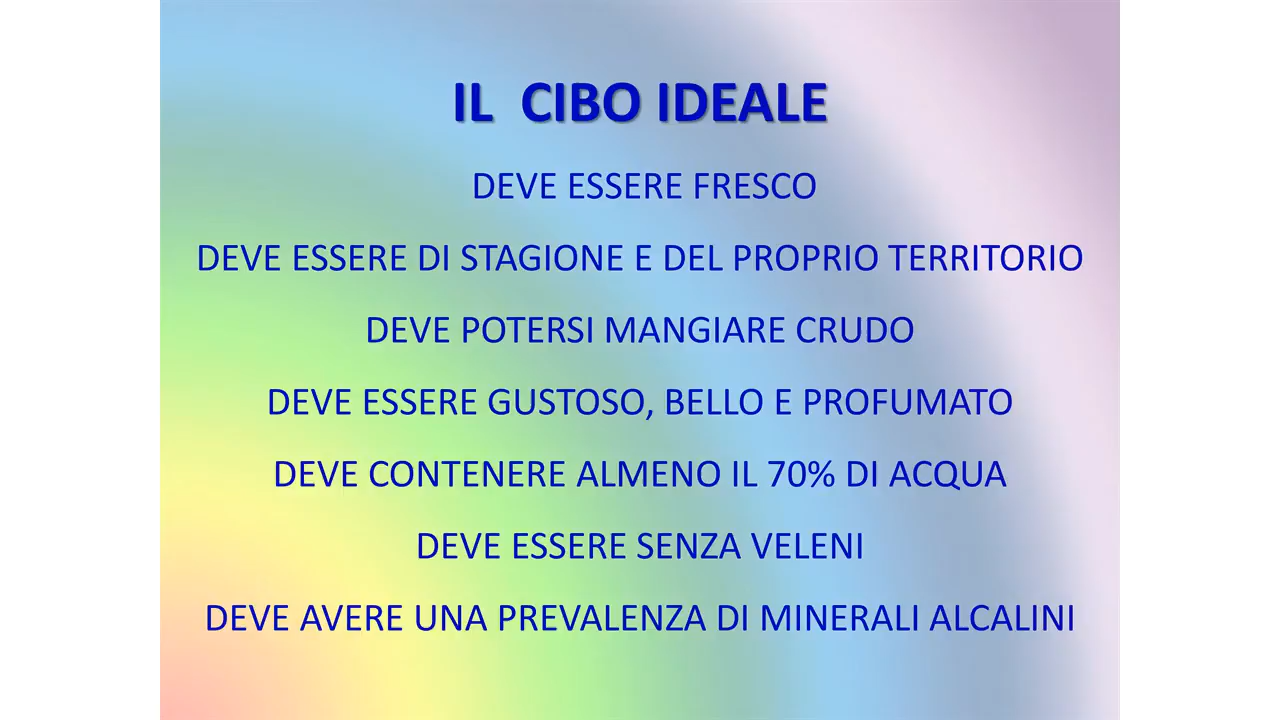 IL CIBO IDEALE
DEVE ESSERE FRESCO
DEVE ESSERE DI STAGIONE E DEL PROPRIO TERRITORIO
DEVE POTERSI MANGIARE CRUDO
DEVE ESSERE GUSTOSO, BELLO E PROFUMATO
DEVE CONTENERE ALMENO IL 70% DI ACQUA
DEVE ESSERE SENZA VELENI
DEVE AVERE UNA PREVALENZA DI MINERALI ALCALINI